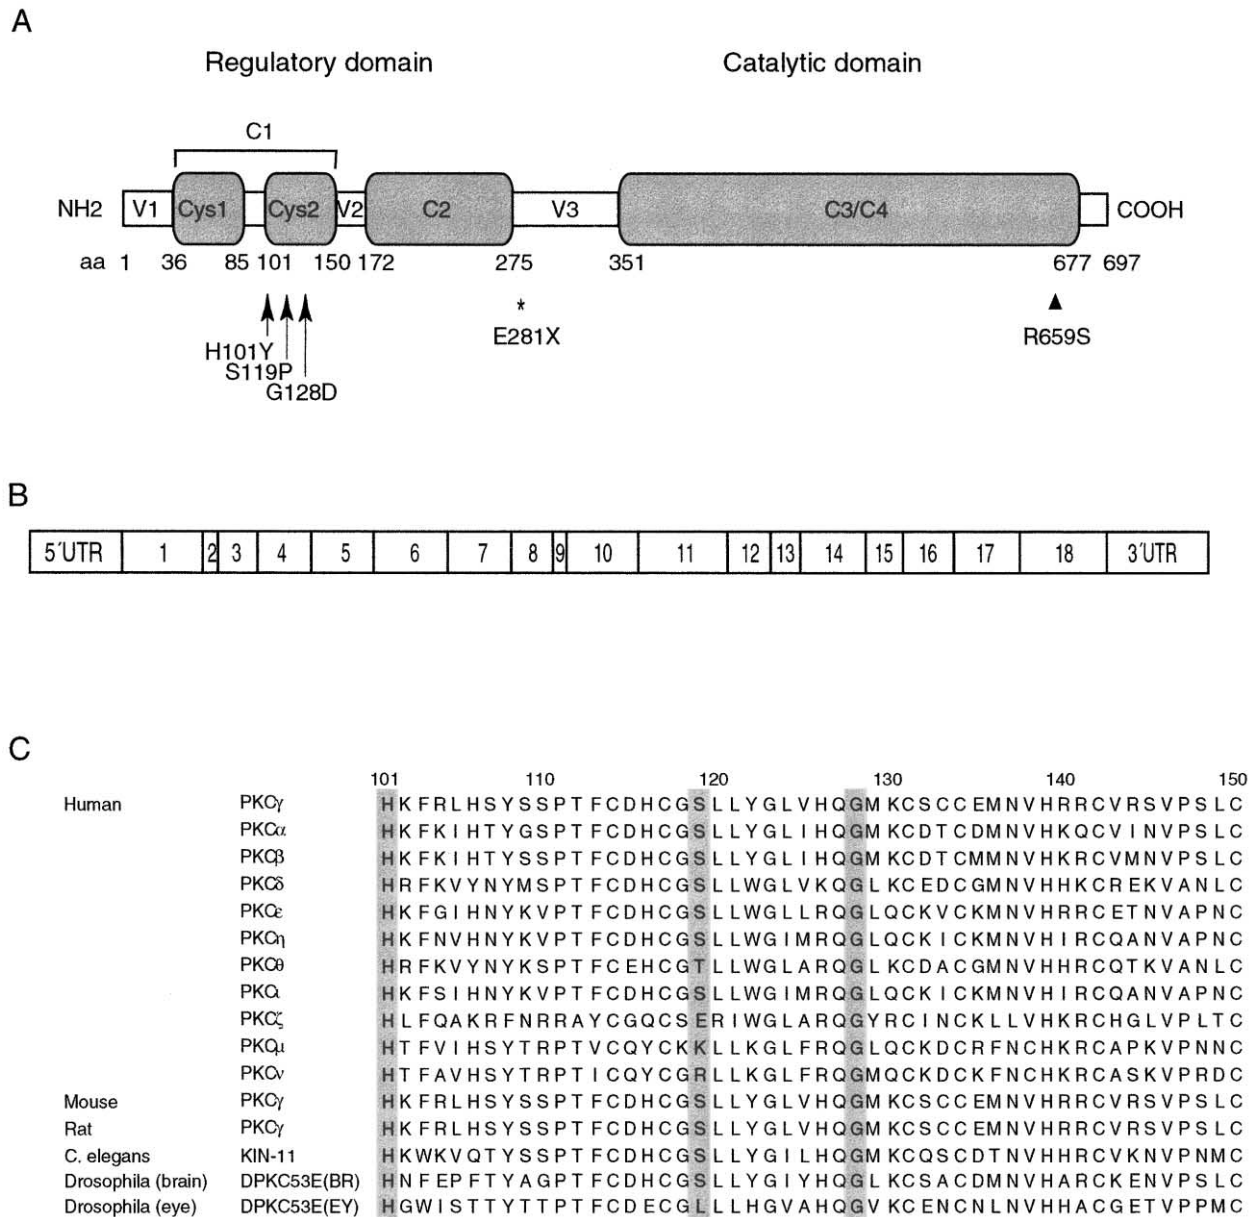 A
Regulatory domain Catalytic domain
C1
NH2 V1 Cys1 Cys2 V2 C2 V3 C3/C4 COOH
aa 1 36 85 101 150 172 275 351 677 697
* ▲
E281X R659S
H101Y
S119P
G128D
B
5´UTR 1 2 3 4 5 6 7 8 9 10 11 12 13 14 15 16 17 18 3´UTR
C
101 110 120 130 140 150
Human PKCγ HKFRLHSYSSPTFCDHCGSLLYGLVHQGMKCSCCEMNVHRRCVRSVPSLC
PKCα HKFKIHTYGSPTFCDHCGSLLYGLIHQGMKCDTCDMNVHKQCVINVPSLC
PKCβ HKFKIHTYSSPTFCDHCGSLLYGLIHQGMKCDTCMMNVHKRCVMNVPSLC
PKCδ HRFKVYNYMSPTFCDHCGSLLWGLVKQGLKCEDCGMNVHHKCREKVANLC
PKCε HKFGIHNYKVPTFCDHCGSLLWGLLRQGLQCKVCKMNVHRRCETNVAPNC
PKCη HKFNVHNYKVPTFCDHCGSLLWGIMRQGLQCKICKMNVHIRCQANVAPNC
PKCθ HRFKVYNYKSPTFCEHCGTLLWGLARQGLKCDACGMNVHHRCQTKVANLC
PKCι HKFSIHNYKVPTFCDHCGSLLWGIMRQGLQCKICKMNVHIRCQANVAPNC
PKCζ HLFQAKRFNRRAYCGQCSERIWGLARQGYRCINCKLLVHKRCHGLVPLTC
PKCμ HTFVIHSYTRPTVCQYCKKLLKGLFRQGLQCKDCRFNCHKRCAPKVPNNC
PKCν HTFAVHSYTRPTICQYCGRLLKGLFRQGMQCKDCKFNCHKRCASKVPRDC
Mouse PKCγ HKFRLHSYSSPTFCDHCGSLLYGLVHQGMKCSCCEMNVHRRCVRSVPSLC
Rat PKCγ HKFRLHSYSSPTFCDHCGSLLYGLVHQGMKCSCCEMNVHRRCVRSVPSLC
C. elegans KIN-11 HKWKVQTYSSPTFCDHCGSLLYGILHQGMKCQSCDTNVHHRCVKNVPNMC
Drosophila (brain) DPKC53E(BR) HNFEPFTYAGPTFCDHCGSLLYGIYHQGLKCSACDMNVHARCKENVPSLC
Drosophila (eye) DPKC53E(EY) HGWISTTYTTPTFCDECGLLLHGVAHQGVKCENCNLNVHHACGETVPPMC